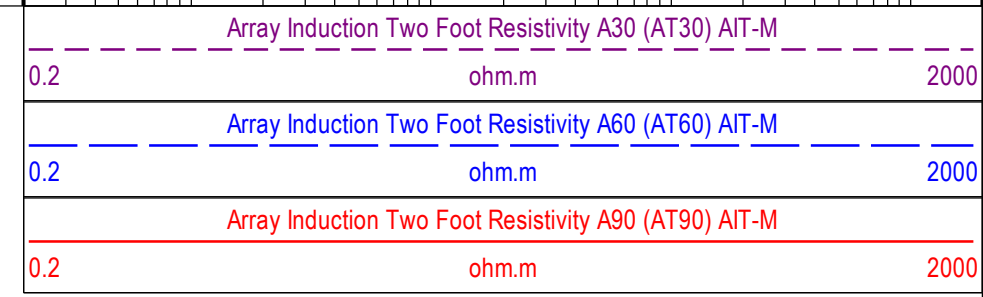 Array Induction Two Foot Resistivity A30 (AT30) AIT-M
0.2 ohm.m 2000
Array Induction Two Foot Resistivity A60 (AT60) AIT-M
0.2 ohm.m 2000
Array Induction Two Foot Resistivity A90 (AT90) AIT-M
0.2 ohm.m 2000